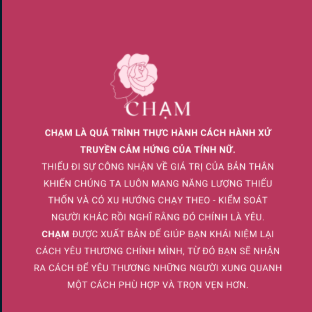 CHẠM
CHẠM LÀ QUÁ TRÌNH THỰC HÀNH CÁCH HÀNH XỬ
TRUYỀN CẢM HỨNG CỦA TÍNH NỮ.
THIẾU ĐI SỰ CÔNG NHẬN VỀ GIÁ TRỊ CỦA BẢN THÂN
KHIẾN CHÚNG TA LUÔN MANG NĂNG LƯỢNG THIẾU
THỐN VÀ CÓ XU HƯỚNG CHẠY THEO - KIỂM SOÁT
NGƯỜI KHÁC RỒI NGHĨ RẰNG ĐÓ CHÍNH LÀ YÊU.
CHẠM ĐƯỢC XUẤT BẢN ĐỂ GIÚP BẠN KHÁI NIỆM LẠI
CÁCH YÊU THƯƠNG CHÍNH MÌNH, TỪ ĐÓ BẠN SẼ NHẬN
RA CÁCH ĐỂ YÊU THƯƠNG NHỮNG NGƯỜI XUNG QUANH
MỘT CÁCH PHÙ HỢP VÀ TRỌN VẸN HƠN.